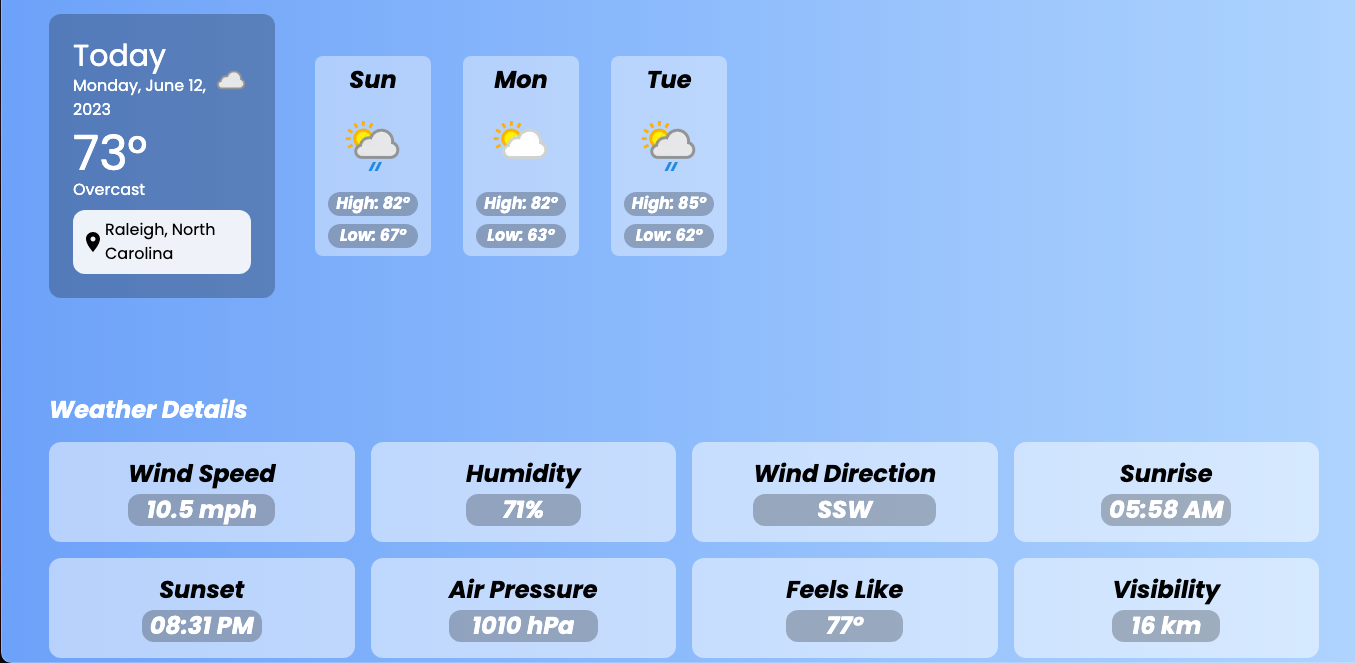 Today
Monday, June 12,
2023
73°
Overcast
Raleigh, North
Carolina
Sun
High: 82°
Low: 67°
Mon
High: 82°
Low: 63°
Tue
High: 85°
Low: 62°
Weather Details
Wind Speed
10.5 mph
Humidity
71%
Wind Direction
SSW
Sunrise
05:58 AM
Sunset
08:31 PM
Air Pressure
1010 hPa
Feels Like
77°
Visibility
16 km